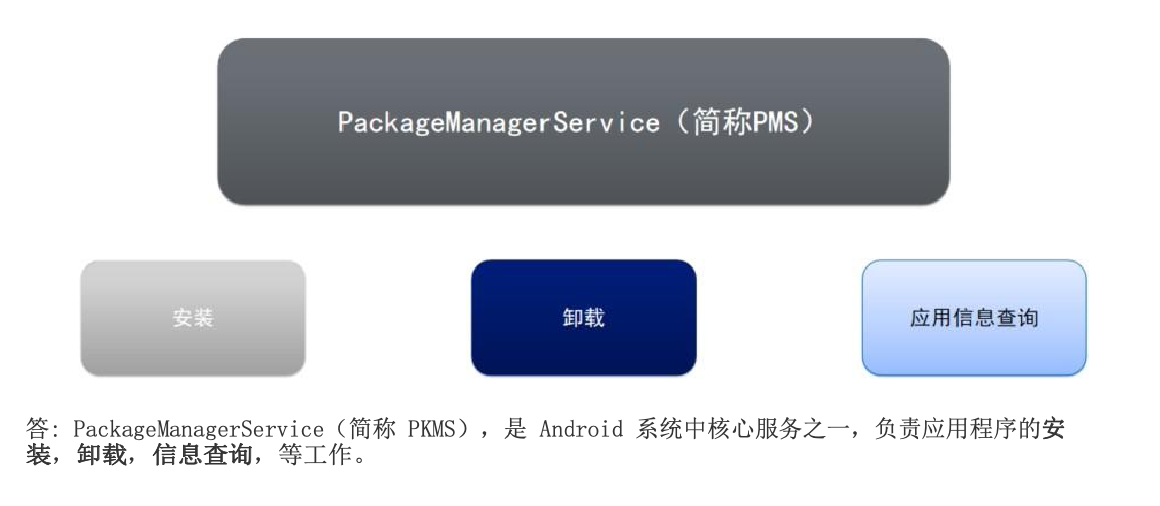 PackageManagerService（简称PMS）
安装
卸载
应用信息查询
答: PackageManagerService（简称 PKMS）, 是 Android 系统中核心服务之一, 负责应用程序的安
装, 卸载, 信息查询, 等工作。